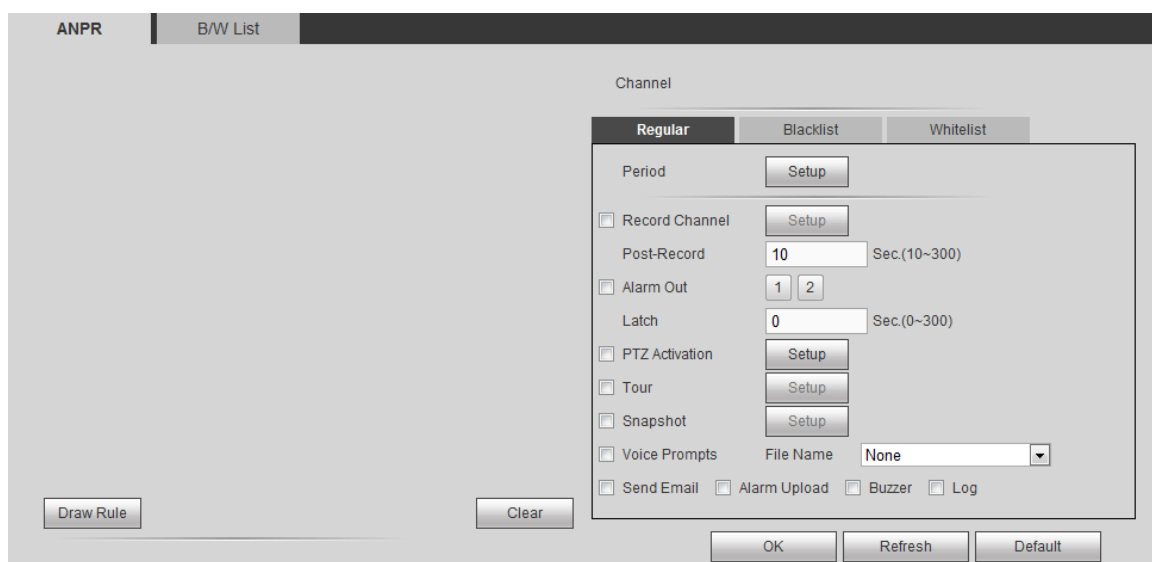 ANPR B/W List
Channel
Regular Blacklist Whitelist
Period Setup
Record Channel Setup
Post-Record 10 Sec.(10~300)
Alarm Out 1 2
Latch 0 Sec.(0~300)
PTZ Activation Setup
Tour Setup
Snapshot Setup
Voice Prompts File Name None
Send Email Alarm Upload Buzzer Log
Draw Rule Clear
OK Refresh Default